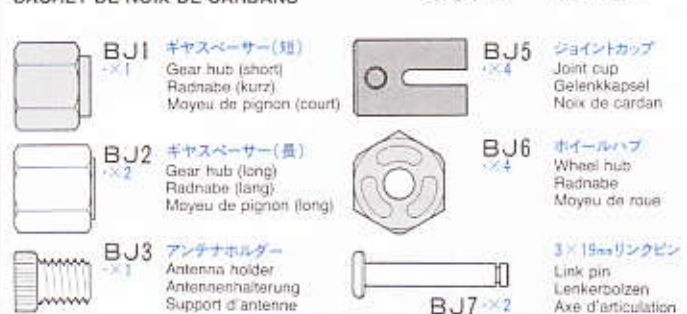 SACHET DE NOIX DE CARDANS
BJ1 ギヤスペーサー(短)
×1 Gear hub (short)
Radnabe (kurz)
Moyeu de pignon (court)
BJ2 ギヤスペーサー(長)
×2 Gear hub (long)
Radnabe (lang)
Moyeu de pignon (long)
BJ3 アンテナホルダー
×1 Antenna holder
Antennenhalterung
Support d'antenne
BJ5 ジョイントカップ
×4 Joint cup
Gelenkkapsel
Noix de cardan
BJ6 ホイールハブ
×4 Wheel hub
Radnabe
Moyeu de roue
3×19mmリンクピン
Link pin
Lenkerbolzen
BJ7 ×2 Axe d'articulation